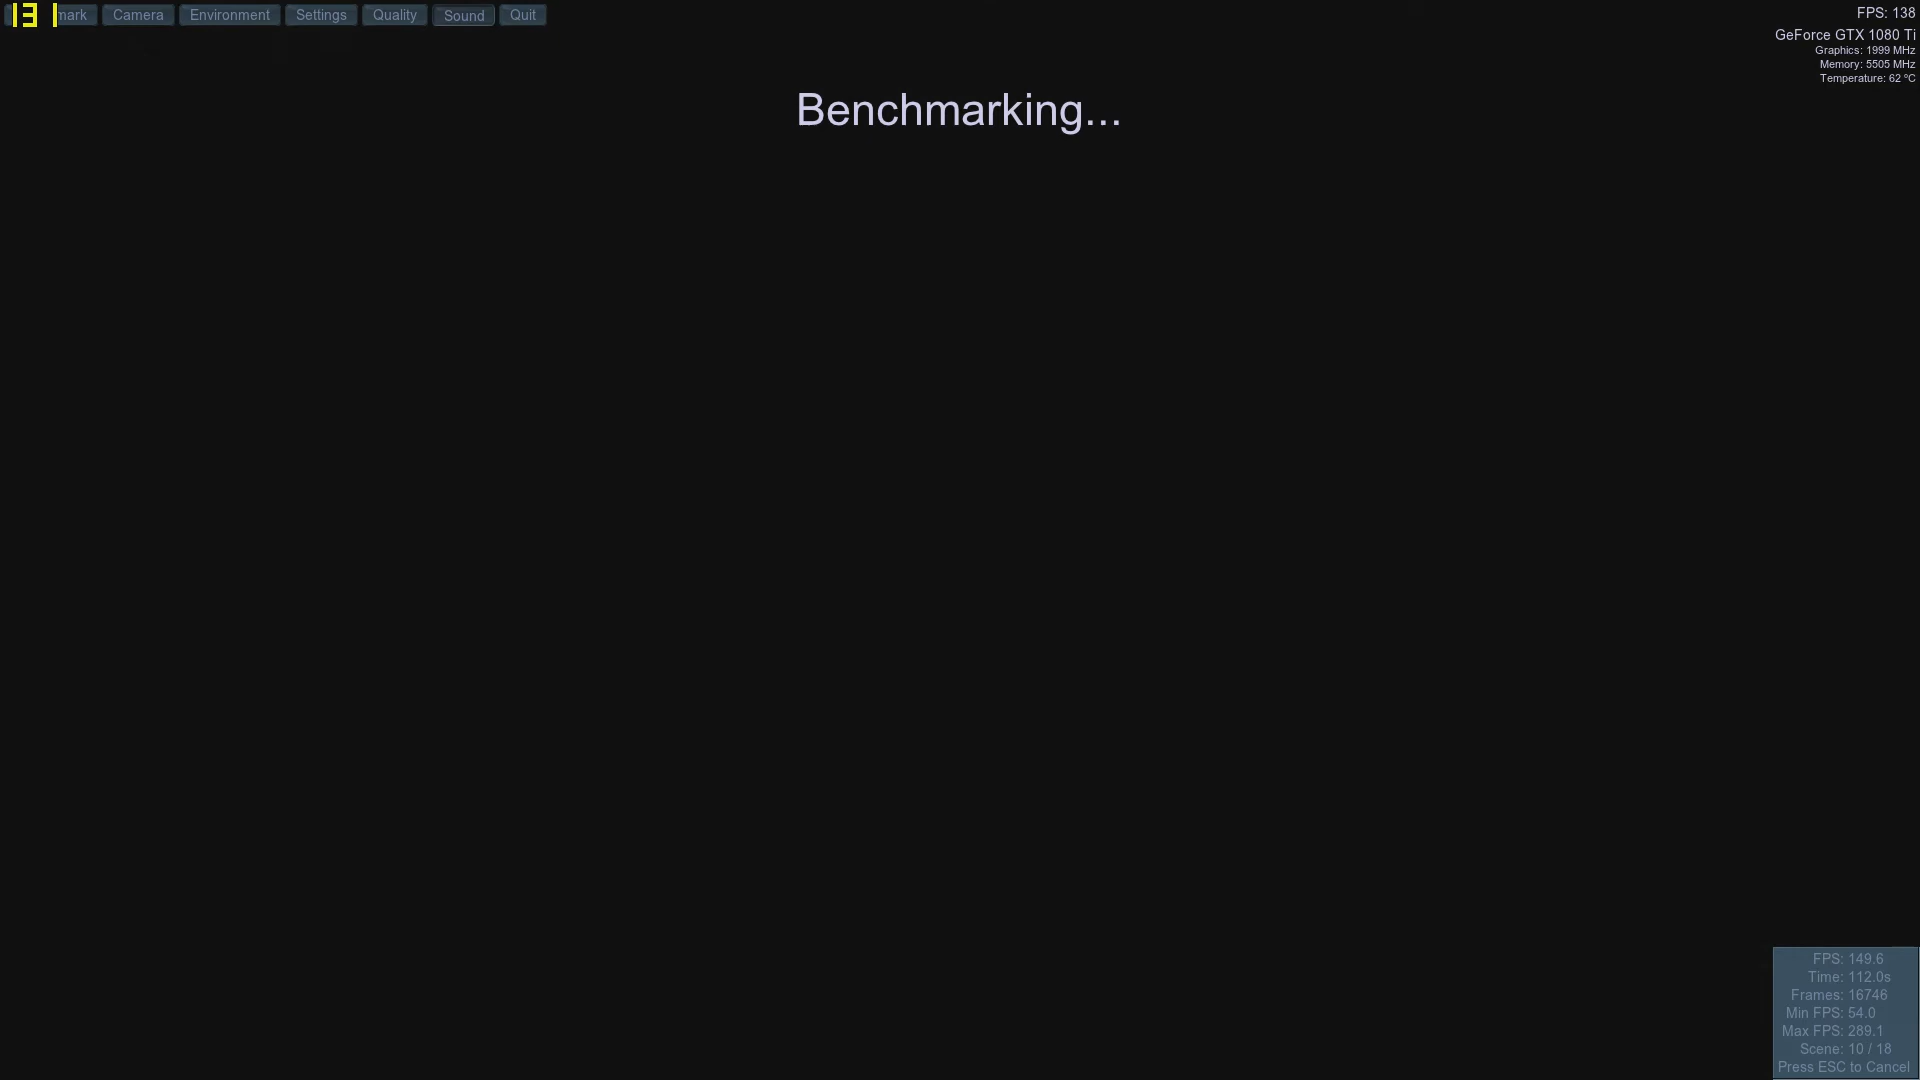 131
mark Camera Environment Settings Quality Sound Quit
FPS: 138
GeForce GTX 1080 Ti
Graphics: 1999 MHz
Memory: 5505 MHz
Temperature: 62 °C
Benchmarking...
FPS: 149.6
Time: 112.0s
Frames: 16746
Min FPS: 54.0
Max FPS: 289.1
Scene: 10 / 18
Press ESC to Cancel